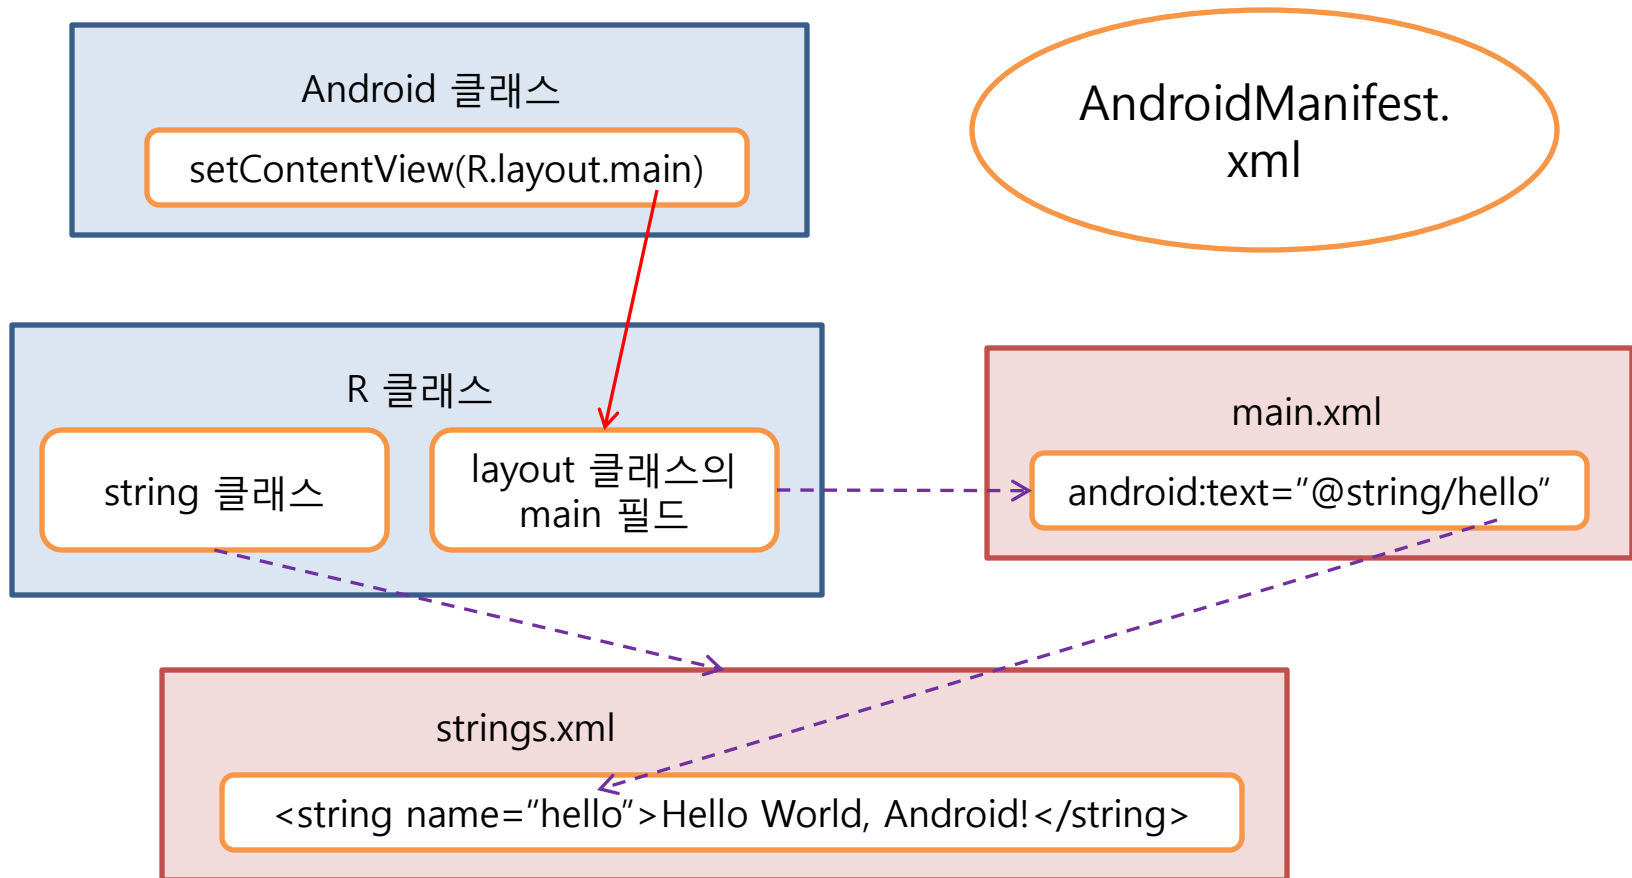 Android 클래스
setContentView(R.layout.main)
AndroidManifest.
xml
R 클래스
string 클래스
layout 클래스의
main 필드
main.xml
android:text=”@string/hello”
strings.xml
<string name=”hello”>Hello World, Android!</string>